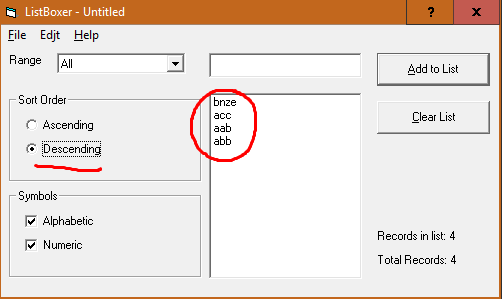 ListBoxer - Untitled
File Edit Help
Range All Add to List
Sort Order
Ascending
Descending
bnze
acc
aab
abb
Clear List
Symbols
Alphabetic
Numeric
Records in list: 4
Total Records: 4